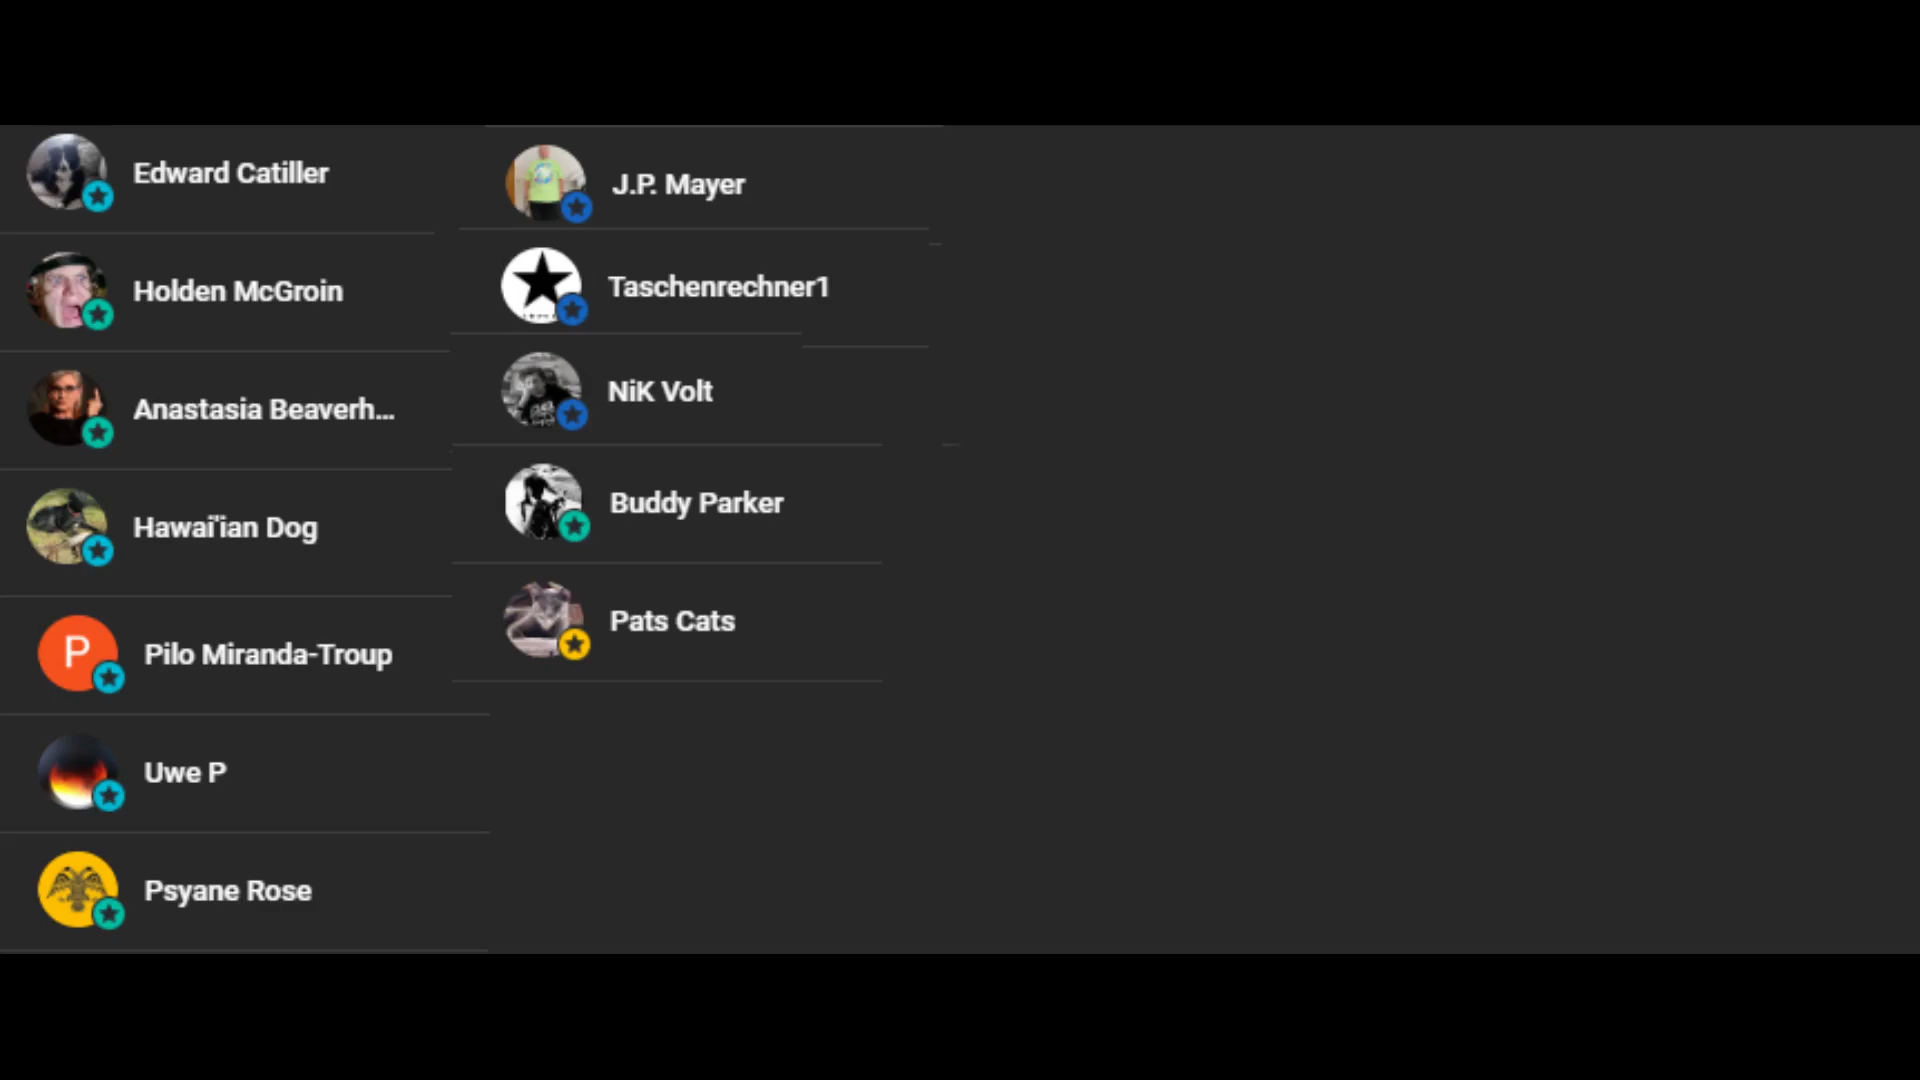 Edward Catiller
Holden McGroin
Anastasia Beaverh...
Hawai'ian Dog
P
Pilo Miranda-Troup
Uwe P
Psyane Rose
J.P. Mayer
Taschenrechner1
NiK Volt
Buddy Parker
Pats Cats